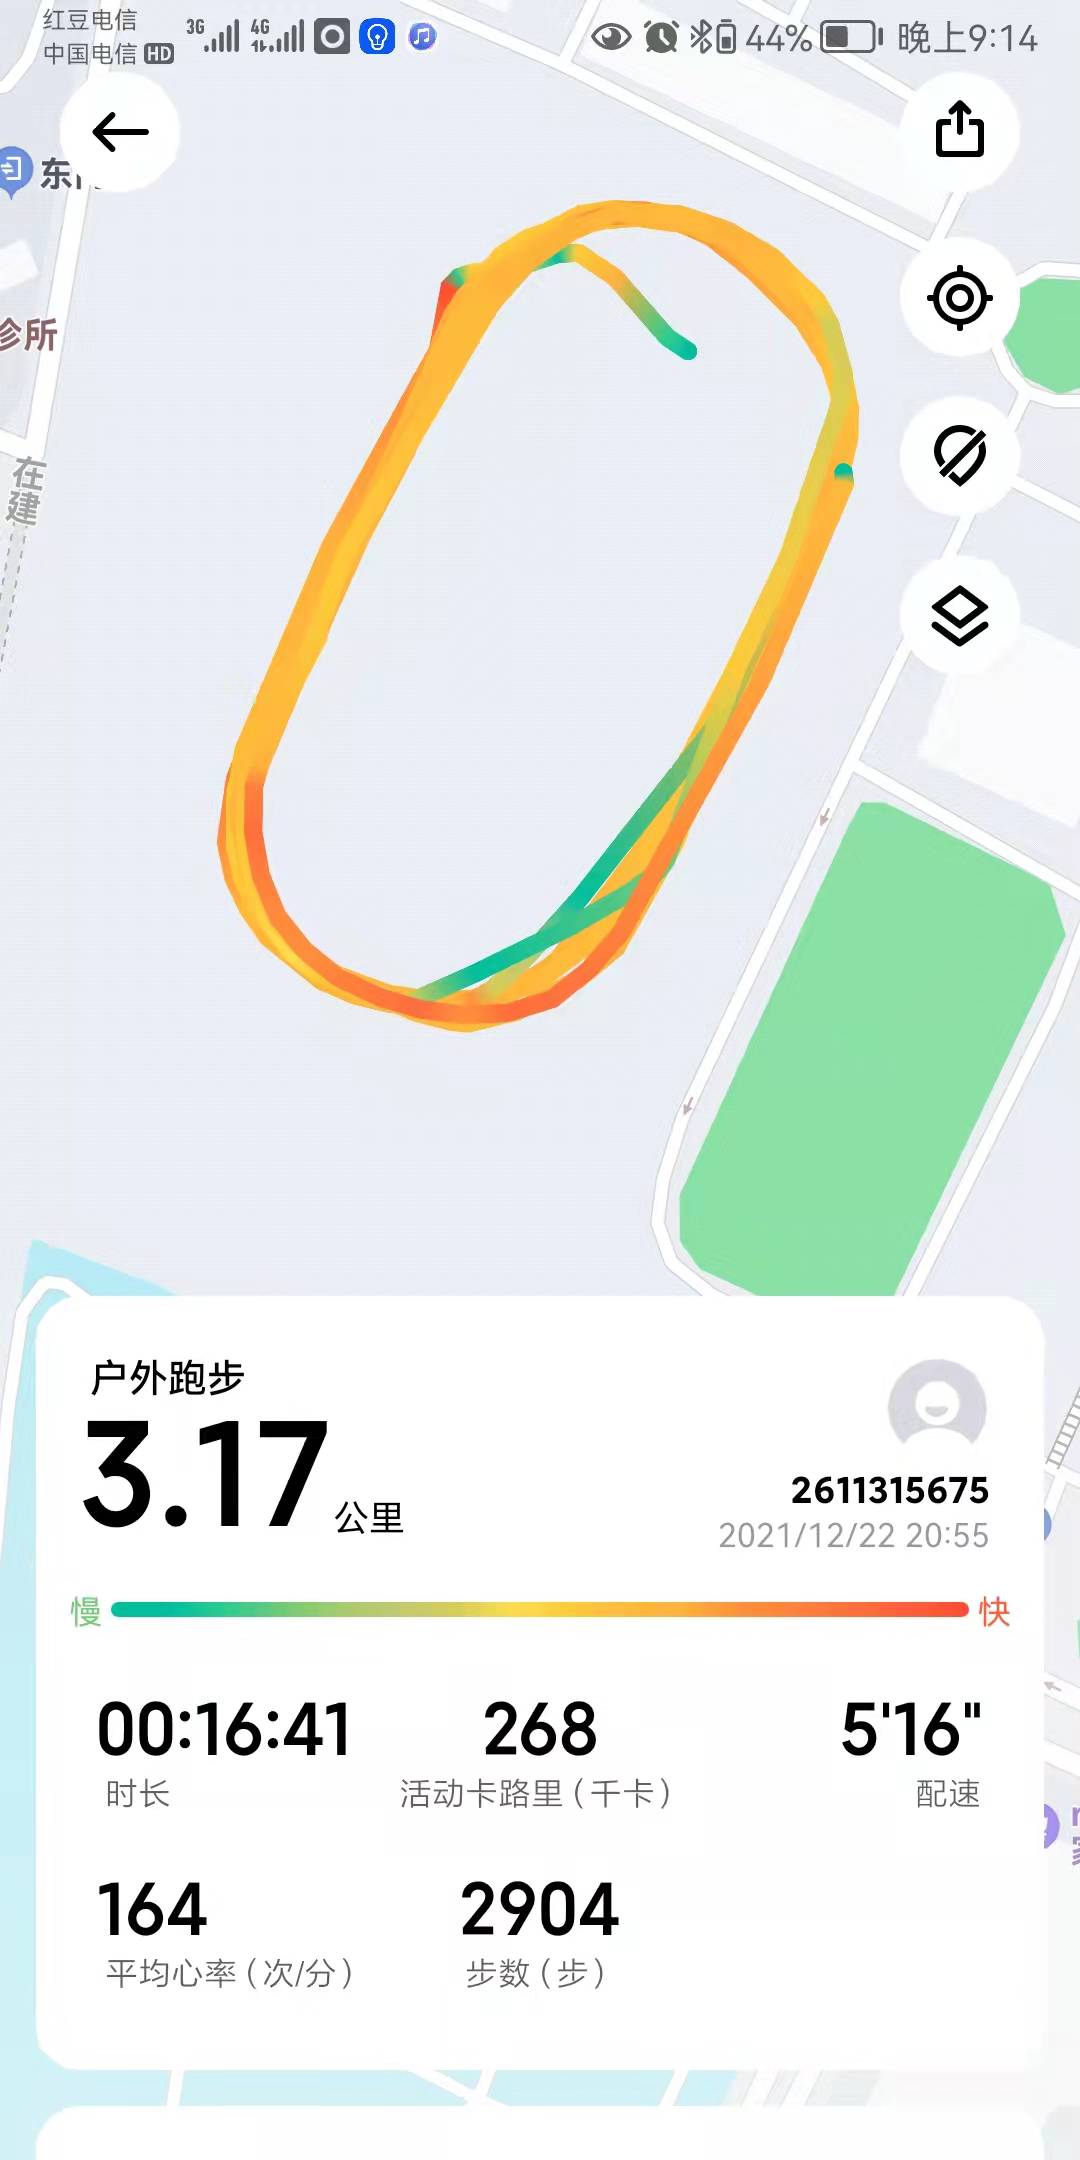 红豆电信
中国电信 HD
3G 4G 44% 晚上9:14
东
诊所
在建
户外跑步
3.17 公里
2611315675
2021/12/22 20:55
慢 快
00:16:41 268 5'16"
时长 活动卡路里（千卡） 配速
164 2904
平均心率（次/分） 步数（步）